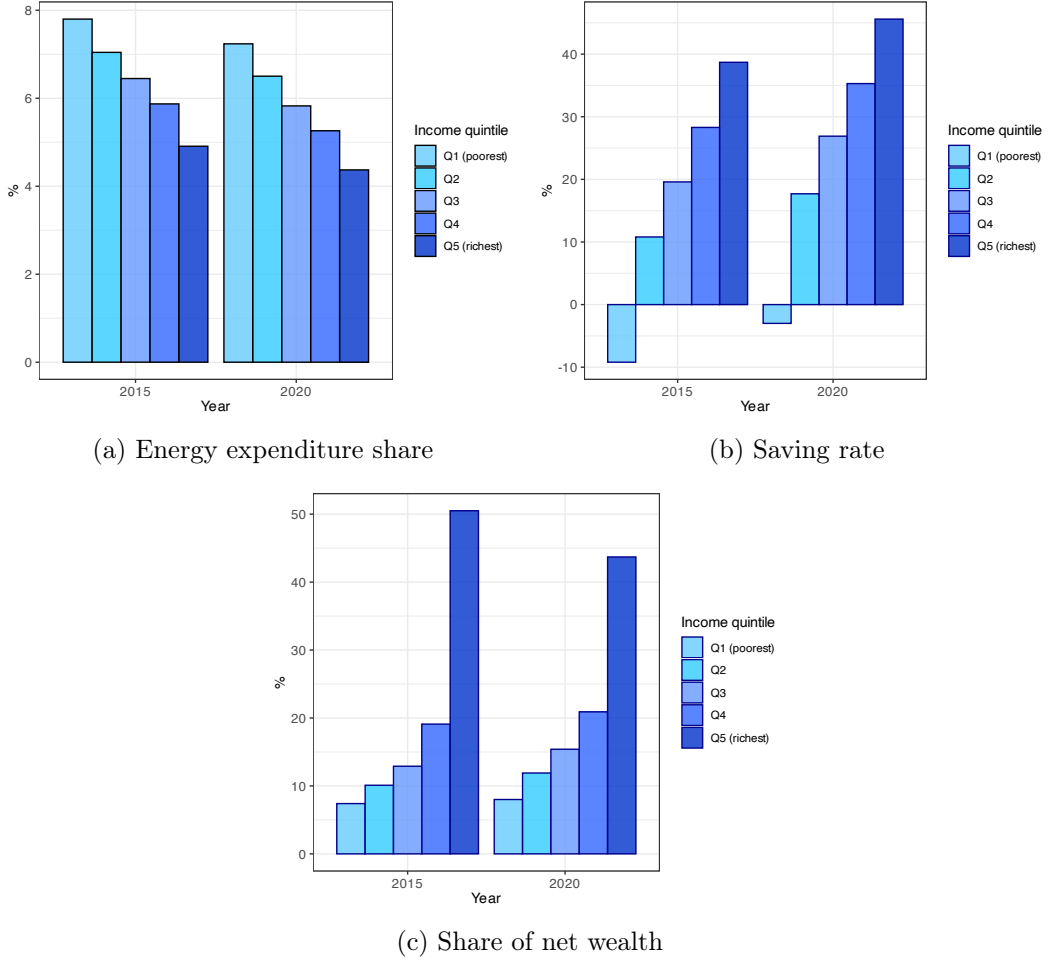 8
6
4
2
0
%
2015
2020
Year
Income quintile
Q1 (poorest)
Q2
Q3
Q4
Q5 (richest)
(a) Energy expenditure share
40
30
20
10
0
-10
%
2015
2020
Year
Income quintile
Q1 (poorest)
Q2
Q3
Q4
Q5 (richest)
(b) Saving rate
50
40
30
20
10
0
%
2015
2020
Year
Income quintile
Q1 (poorest)
Q2
Q3
Q4
Q5 (richest)
(c) Share of net wealth